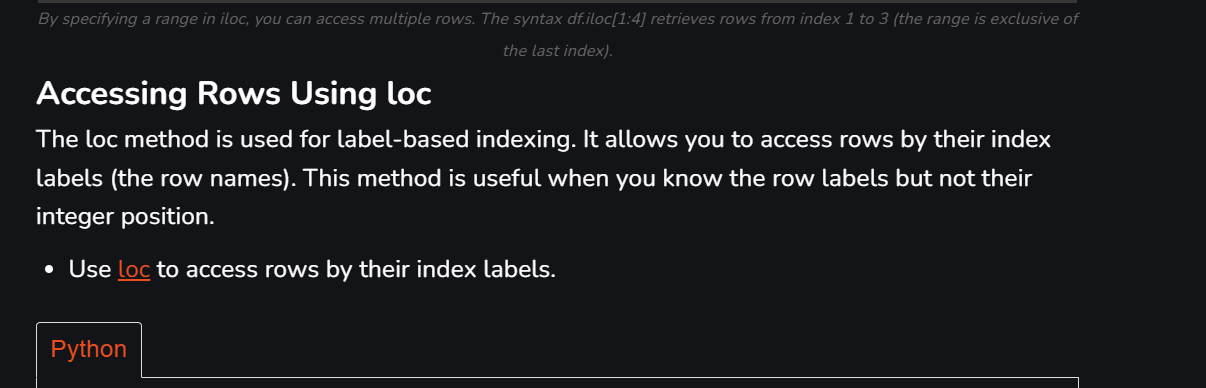 By specifying a range in iloc, you can access multiple rows. The syntax df.iloc[1:4] retrieves rows from index 1 to 3 (the range is exclusive of
the last index).
Accessing Rows Using loc
The loc method is used for label-based indexing. It allows you to access rows by their index
labels (the row names). This method is useful when you know the row labels but not their
integer position.
• Use loc to access rows by their index labels.
Python